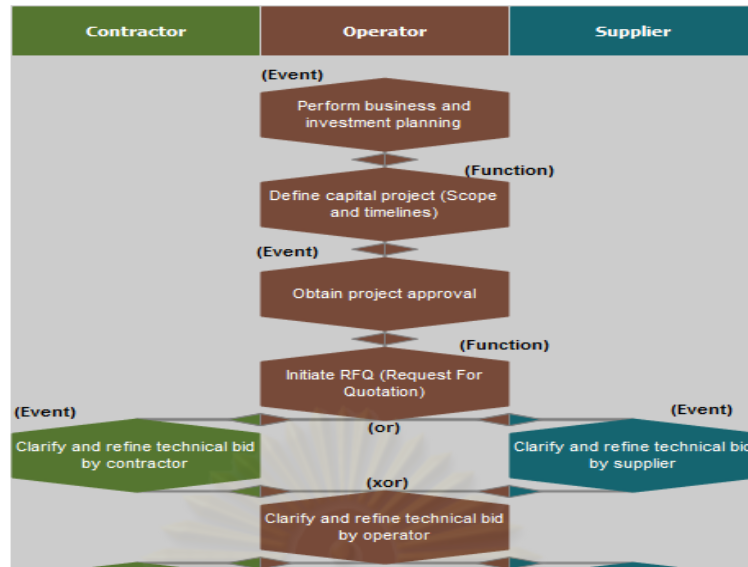 Contractor
Operator
Supplier
(Event)
Perform business and
investment planning
(Function)
Define capital project (Scope
and timelines)
(Event)
Obtain project approval
(Function)
Initiate RFQ (Request For
Quotation)
(Event)
(or)
(Event)
Clarify and refine technical bid
by contractor
Clarify and refine technical bid
by supplier
(xor)
Clarify and refine technical bid
by operator